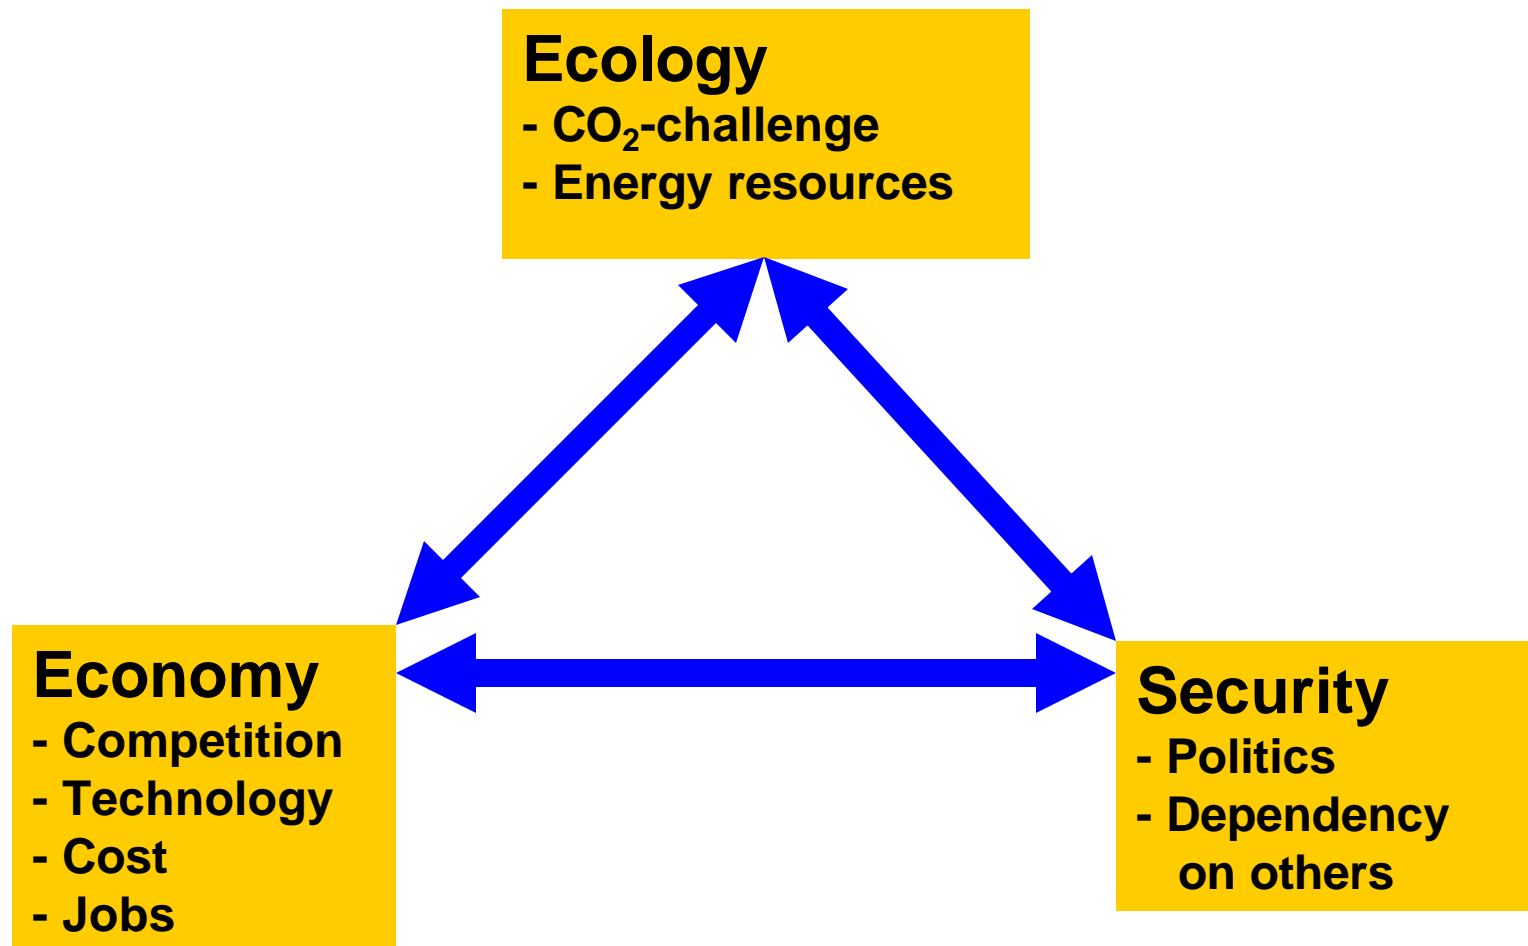 Ecology
- CO₂-challenge
- Energy resources
Economy
- Competition
- Technology
- Cost
- Jobs
Security
- Politics
- Dependency
on others